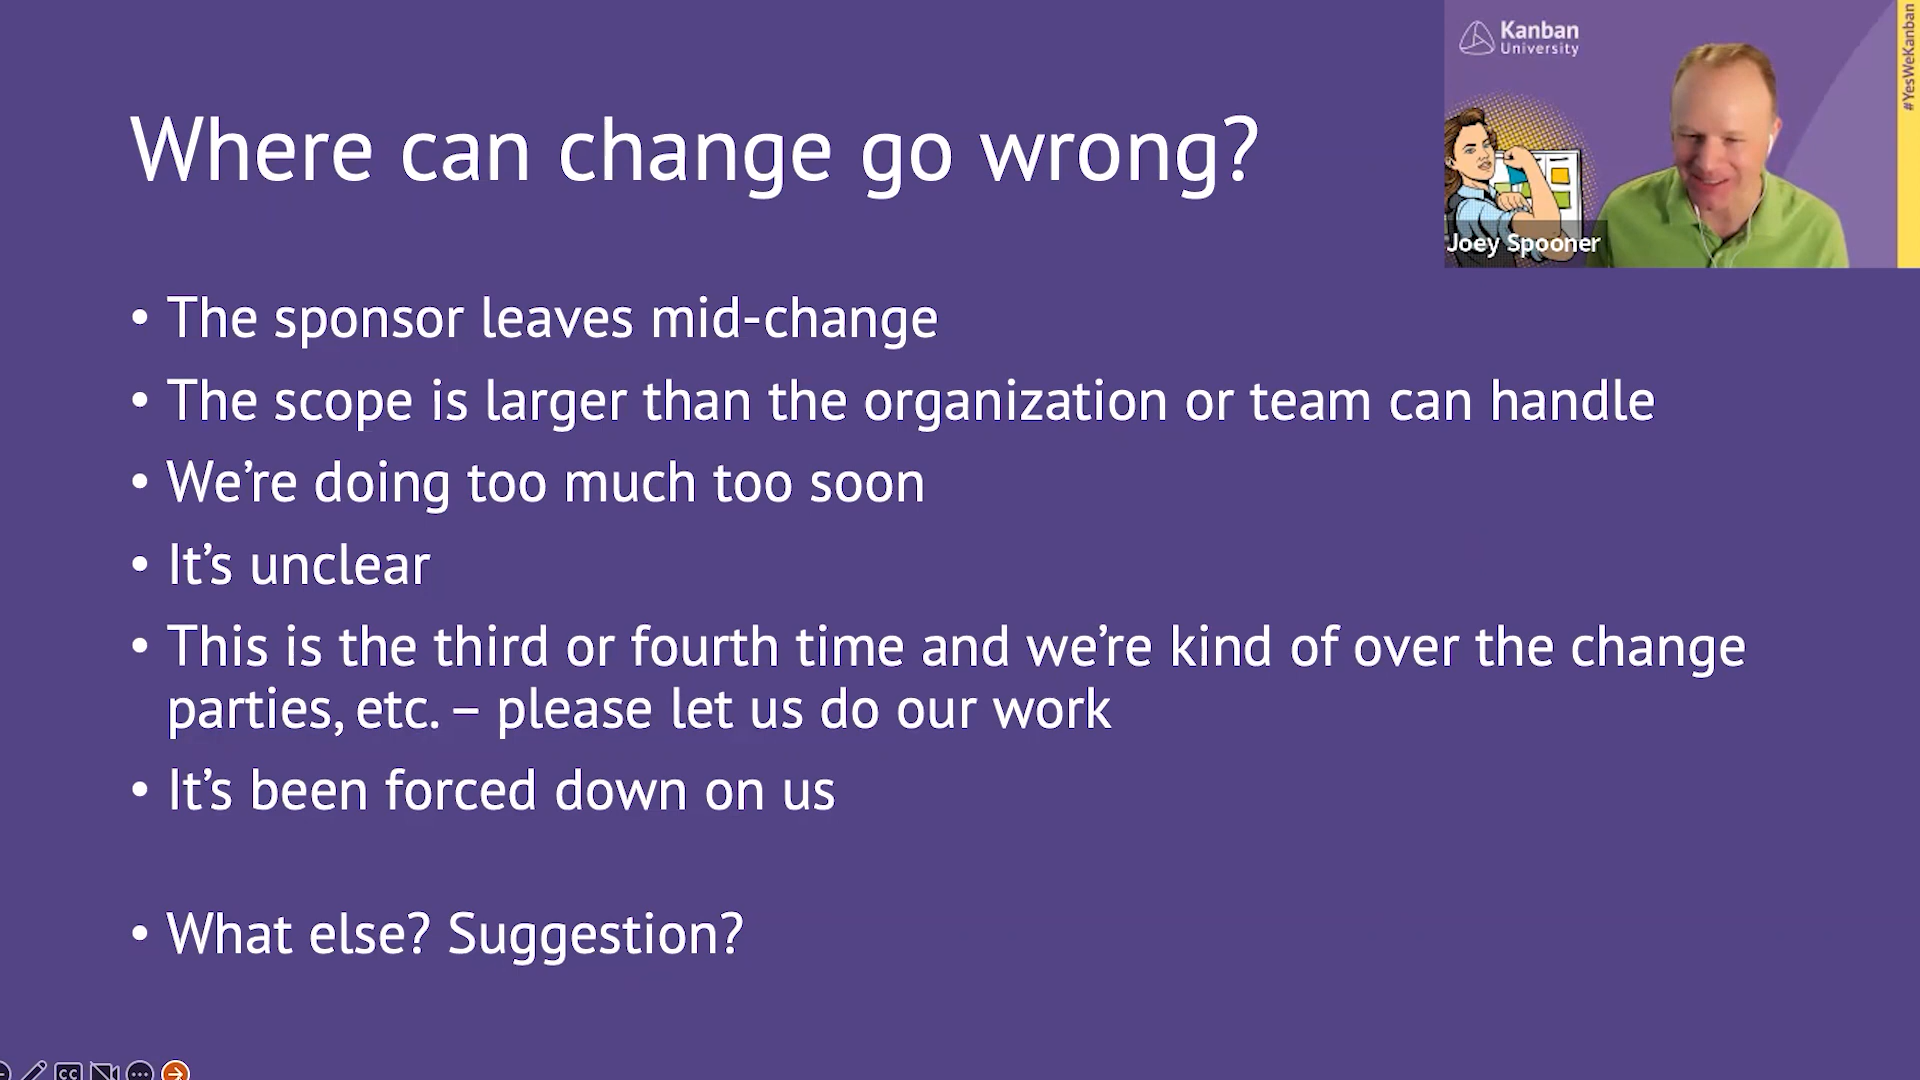 Where can change go wrong?
• The sponsor leaves mid-change
• The scope is larger than the organization or team can handle
• We’re doing too much too soon
• It’s unclear
• This is the third or fourth time and we’re kind of over the change
parties, etc. – please let us do our work
• It’s been forced down on us
• What else? Suggestion?
Kanban
University
#YesWeKanban
Joey Spooner
CC